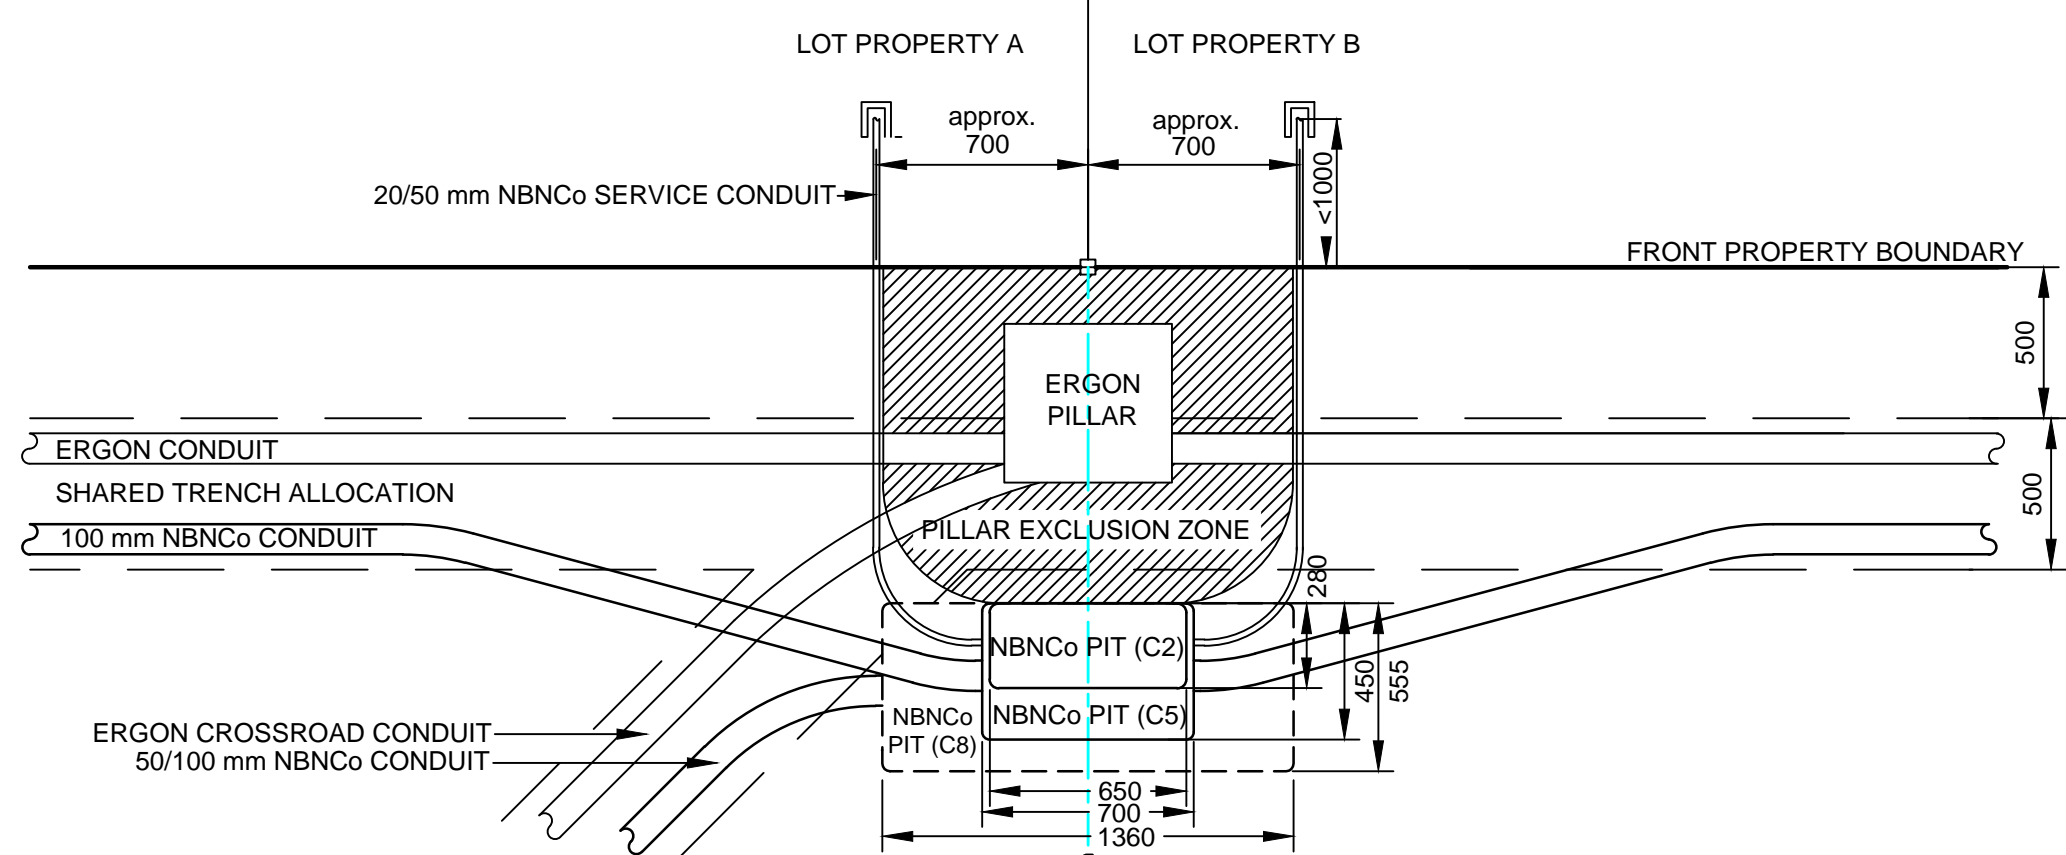 LOT PROPERTY A
LOT PROPERTY B
approx.
700
approx.
700
<1000
20/50 mm NBNCo SERVICE CONDUIT
FRONT PROPERTY BOUNDARY
500
ERGON
PILLAR
ERGON CONDUIT
SHARED TRENCH ALLOCATION
500
100 mm NBNCo CONDUIT
PILLAR EXCLUSION ZONE
280
NBNCo PIT (C2)
450
555
NBNCo PIT (C5)
NBNCo
PIT (C8)
ERGON CROSSROAD CONDUIT
50/100 mm NBNCo CONDUIT
650
700
1360